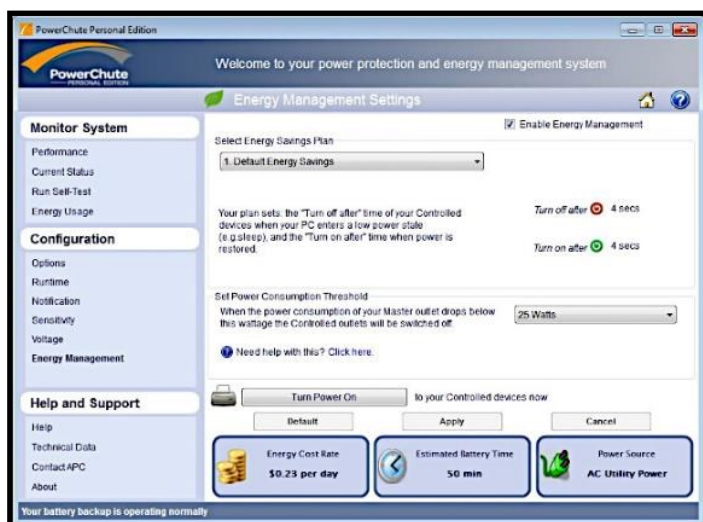 PowerChute Personal Edition
PowerChute
PERSONAL EDITION
Welcome to your power protection and energy management system
Energy Management Settings
Monitor System
Performance
Current Status
Run Self-Test
Energy Usage
Configuration
Options
Runtime
Notification
Sensitivity
Voltage
Energy Management
Help and Support
Help
Technical Data
Contact APC
About
Enable Energy Management
Select Energy Savings Plan
1. Default Energy Savings
Your plan sets: the "Turn off after" time of your Controlled
devices when your PC enters a low power state
(e.g.sleep), and the "Turn on after" time when power is
restored.
Turn off after 4 secs
Turn on after 4 secs
Set Power Consumption Threshold
When the power consumption of your Master outlet drops below
this wattage the Controlled outlets will be switched off.
25 Watts
Need help with this? Click here.
Turn Power On to your Controlled devices now
Default Apply Cancel
Energy Cost Rate
$0.23 per day
Estimated Battery Time
50 min
Power Source
AC Utility Power
Your battery backup is operating normally